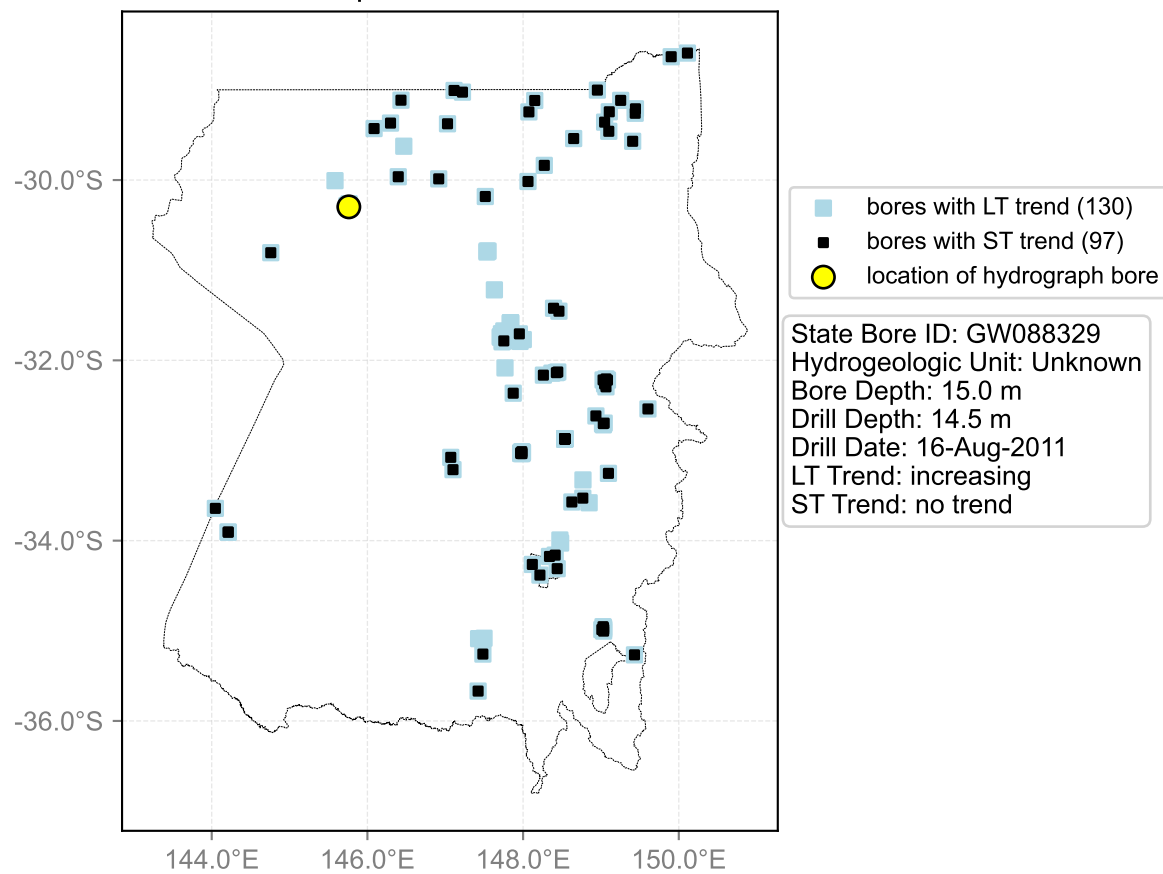 -30.0°S
-32.0°S
-34.0°S
-36.0°S
144.0°E
146.0°E
148.0°E
150.0°E
bores with LT trend (130)
bores with ST trend (97)
location of hydrograph bore
State Bore ID: GW088329
Hydrogeologic Unit: Unknown
Bore Depth: 15.0 m
Drill Depth: 14.5 m
Drill Date: 16-Aug-2011
LT Trend: increasing
ST Trend: no trend